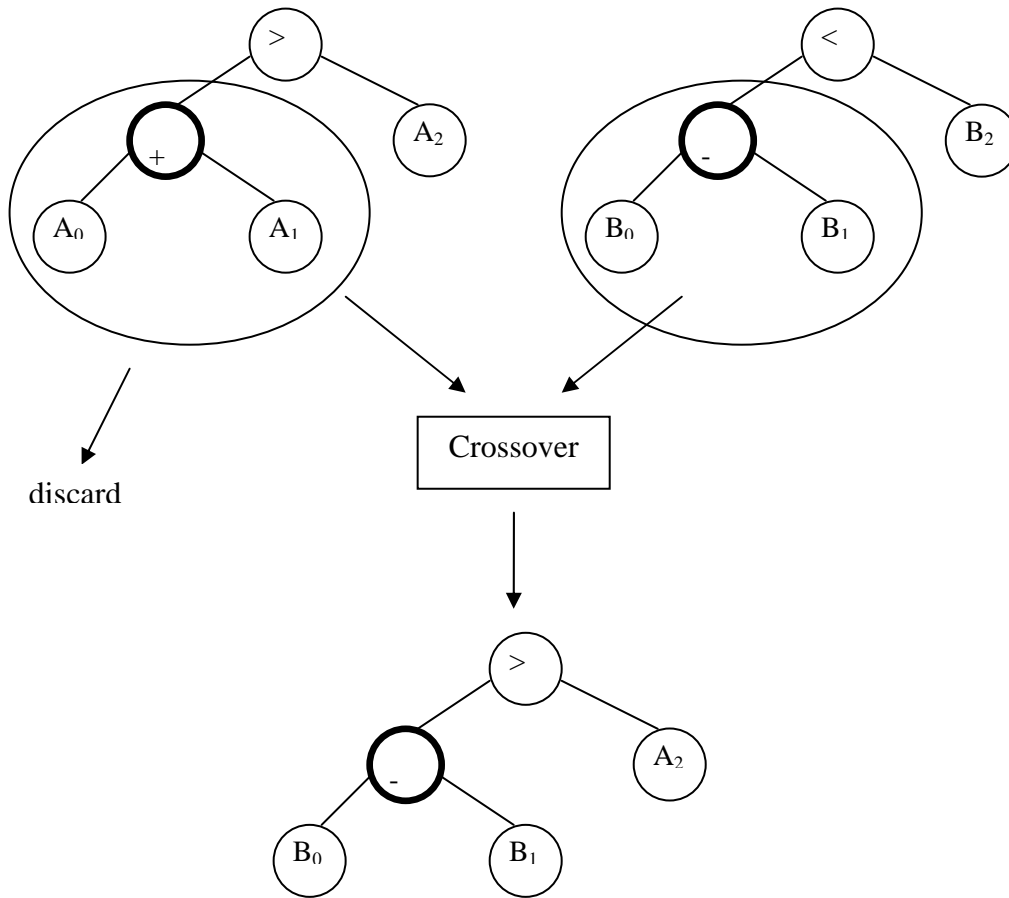 > <
+ A₂ - B₂
A₀ A₁ B₀ B₁
Crossover
discard
>
- A₂
B₀ B₁